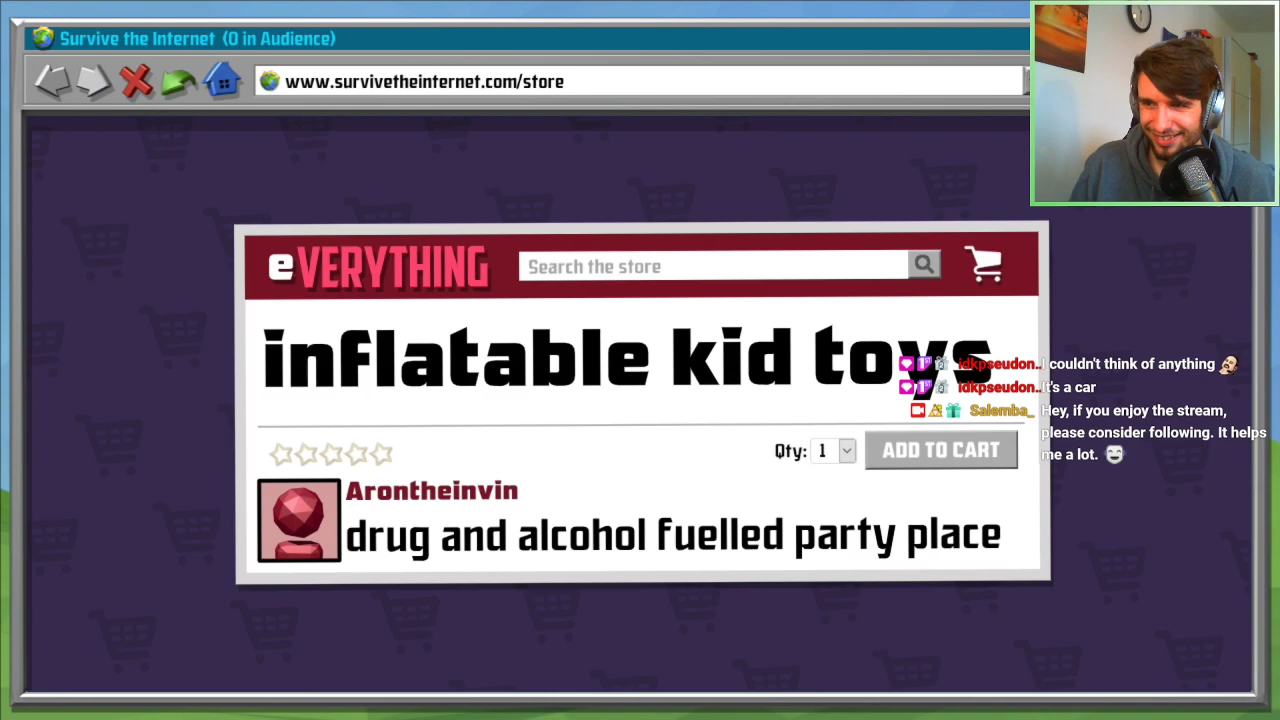 Survive the Internet (0 in Audience)
www.survivetheinternet.com/store
eVERYTHING
Search the store
inflatable kid toys
Qty: 1
ADD TO CART
Arontheinvin
drug and alcohol fuelled party place
idkpseudon.. I couldn't think of anything
idkpseudon.. It's a car
Salemba_ Hey, if you enjoy the stream,
please consider following. It helps
me a lot.